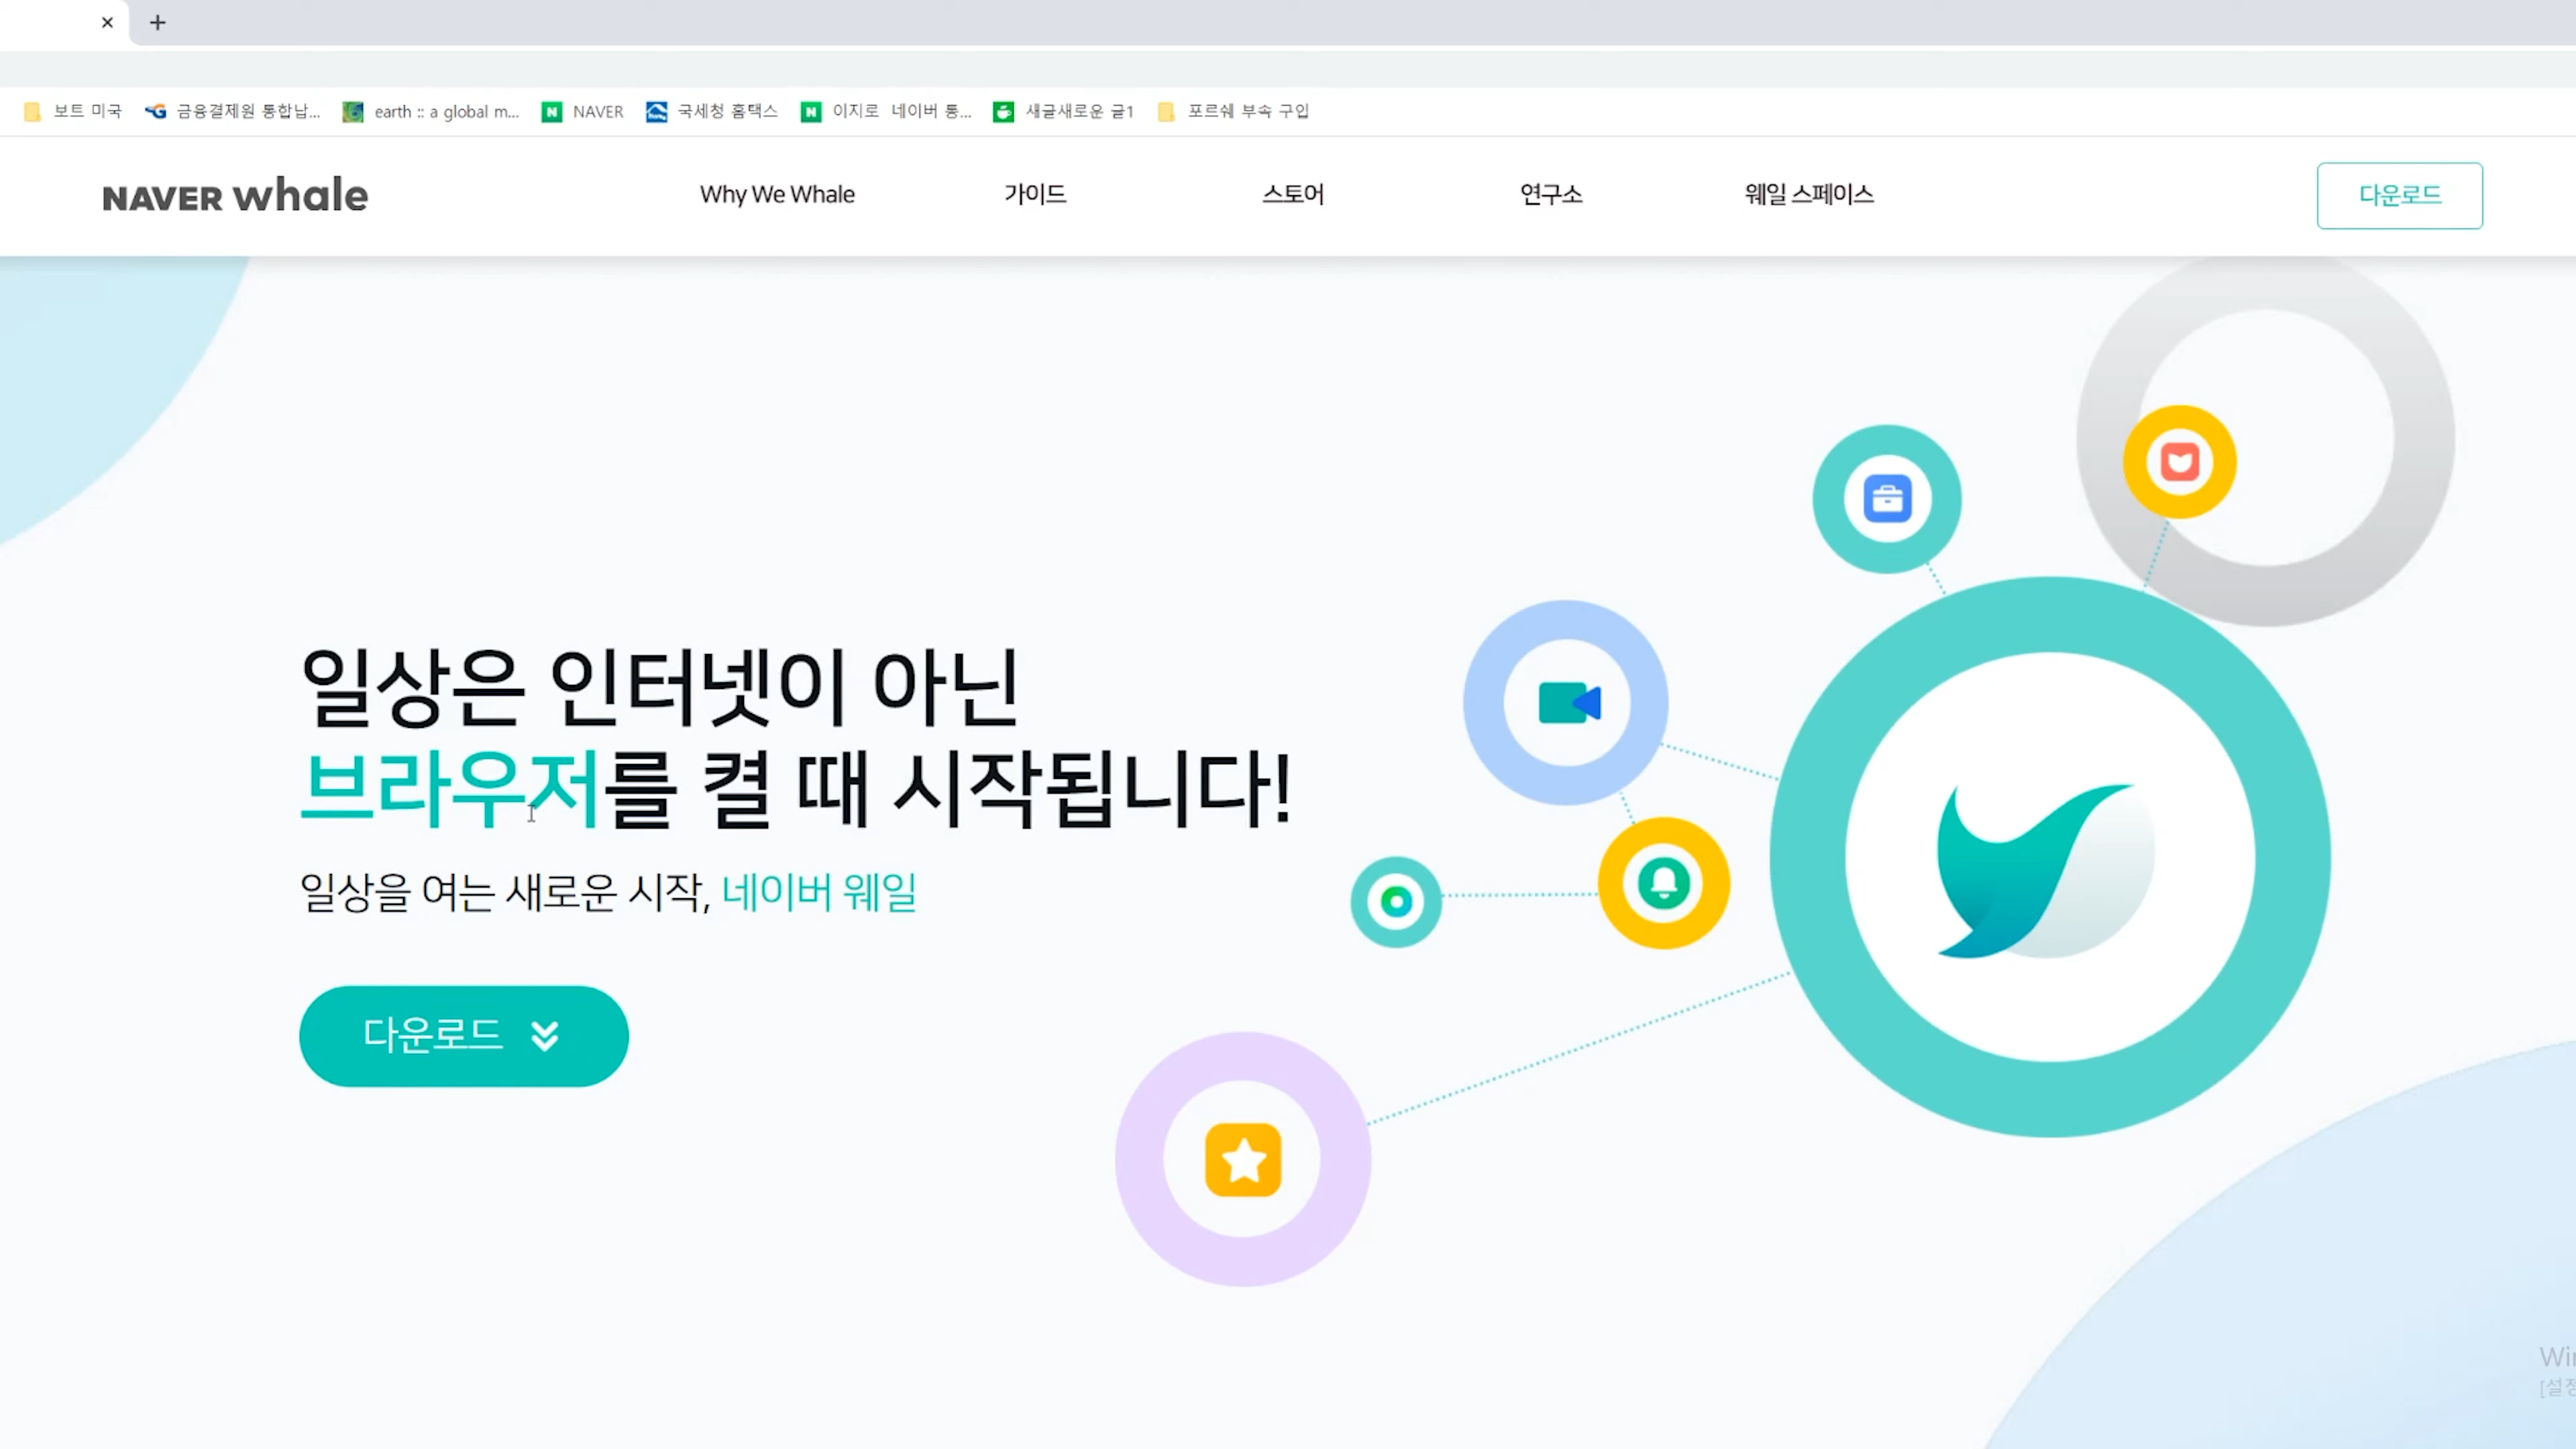 보트 미국 금융결제원 통합납... earth :: a global m... NAVER 국세청 홈택스 이지로 네이버 통... 새글새로운 글1 포르쉐 부속 구입
NAVER whale Why We Whale 가이드 스토어 연구소 웨일 스페이스 다운로드
일상은 인터넷이 아닌
브라우저를 켤 때 시작됩니다!
일상을 여는 새로운 시작, 네이버 웨일
다운로드